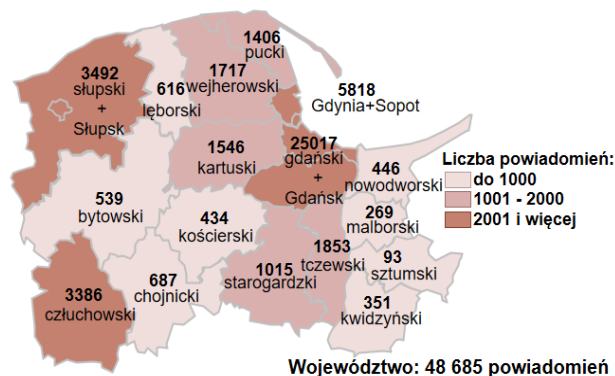 1406
pucki
3492
słupski
+
Słupsk
616
lęborski
1717
wejherowski
5818
Gdynia+Sopot
1546
kartuski
25017
gdański
+
Gdańsk
Liczba powiadomień:
do 1000
1001 - 2000
2001 i więcej
446
nowodworski
539
bytowski
434
kościerski
269
malborski
1853
tczewski
93
sztumski
687
chojnicki
1015
starogardzki
3386
człuchowski
351
kwidzyński
Województwo: 48 685 powiadomień